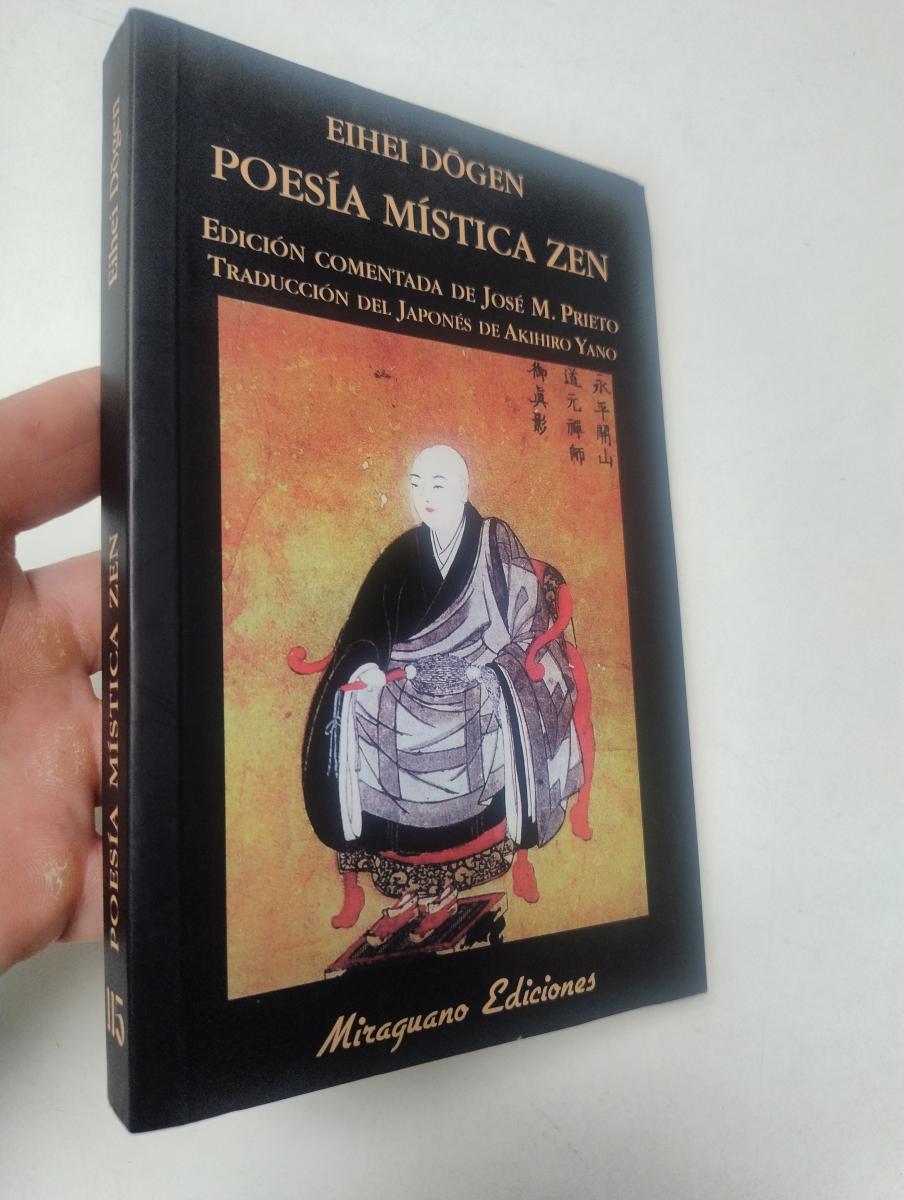 EIHEI DŌGEN
POESÍA MÍSTICA ZEN
EDICIÓN COMENTADA DE JOSÉ M. PRIETO
TRADUCCIÓN DEL JAPONÉS DE AKIHIRO YANO
永平開山
道元禪師
御眞影
Miraguano Ediciones
Eihei Dōgen
POESÍA MÍSTICA ZEN
115